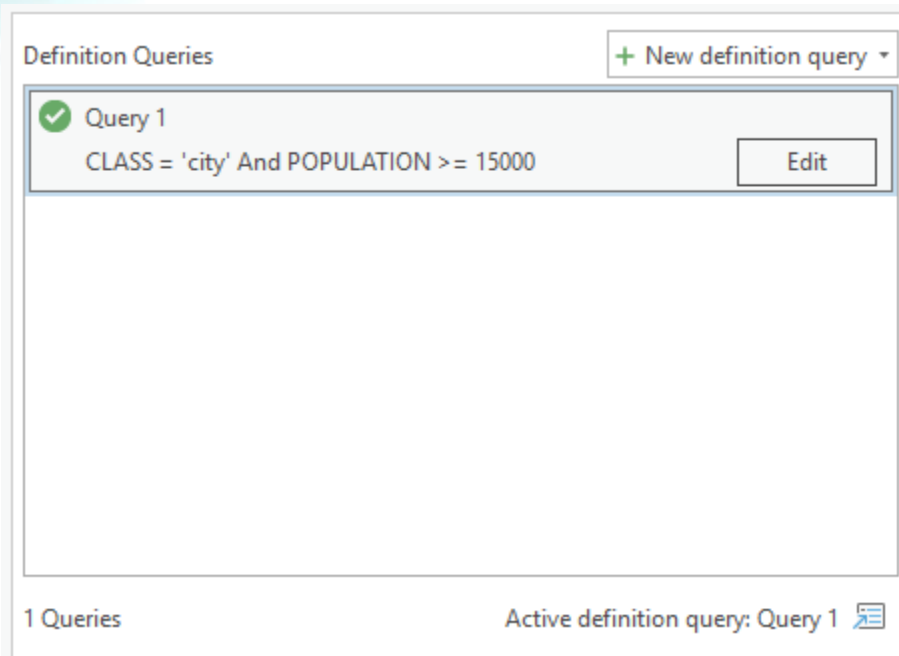 Definition Queries
+ New definition query
Query 1
CLASS = 'city' And POPULATION >= 15000
Edit
1 Queries
Active definition query: Query 1